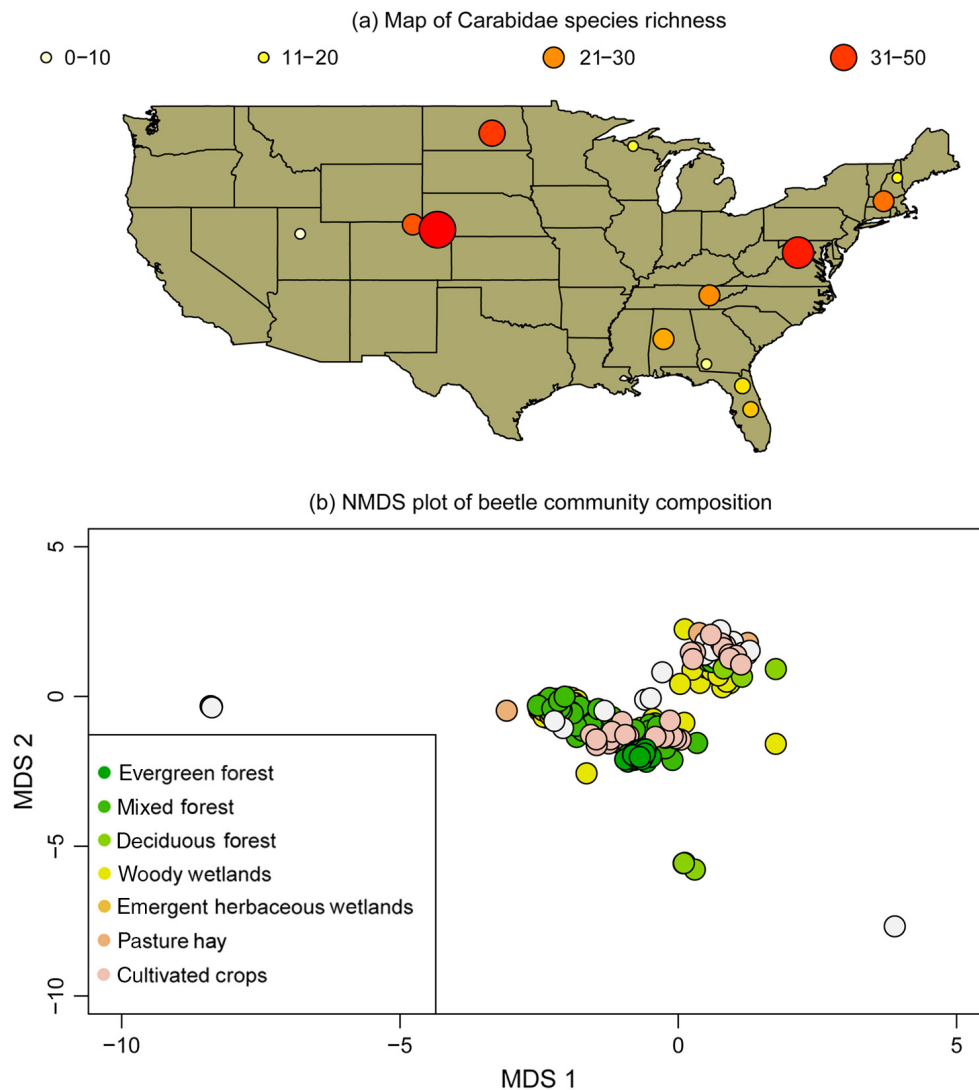 (a) Map of Carabidae species richness
0−10 11−20 21−30 31−50
(b) NMDS plot of beetle community composition
5
0
−5
−10
MDS 2
Evergreen forest
Mixed forest
Deciduous forest
Woody wetlands
Emergent herbaceous wetlands
Pasture hay
Cultivated crops
−10 −5 0 5
MDS 1